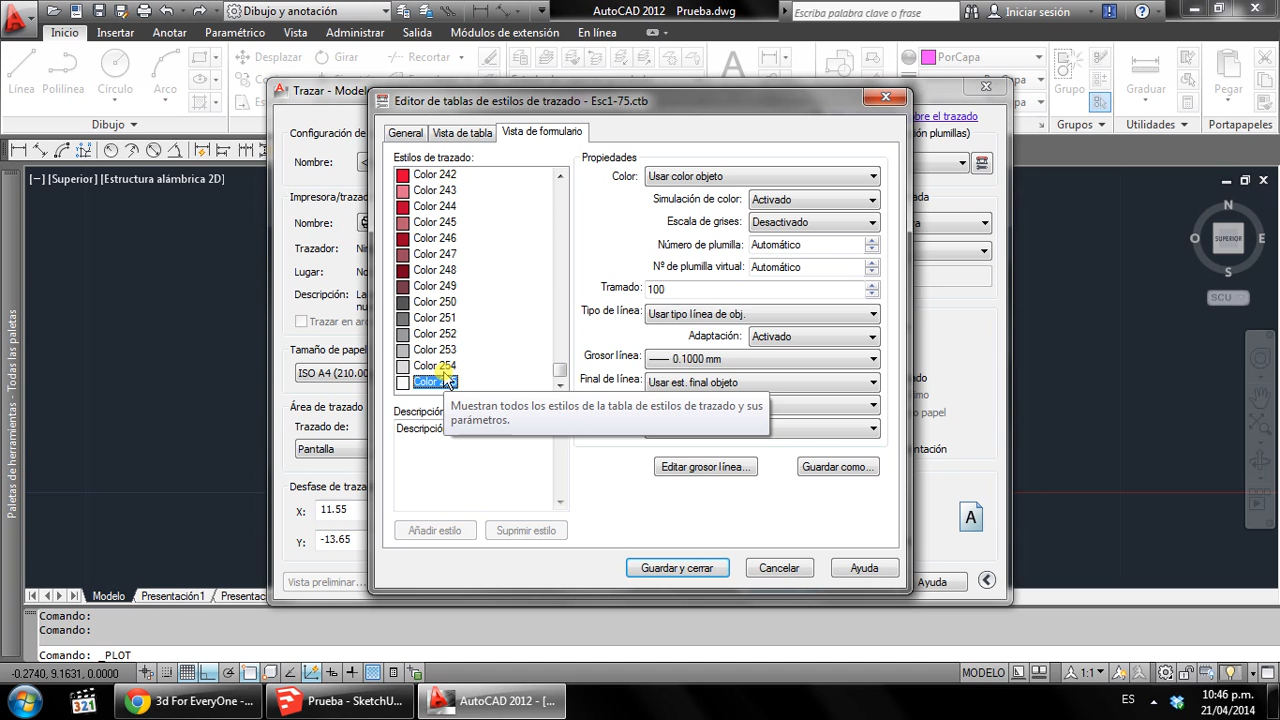 Dibujo y anotación
AutoCAD 2012 Prueba.dwg
Escriba palabra clave o frase
Iniciar sesión
Inicio Insertar Anotar Paramétrico Vista Administrar Salida Módulos de extensión En línea
Línea Polilínea Círculo Arco
Desplazar Girar Recortar
PorCapa
Grupo Graduar Pegar
Dibujo Grupos Utilidades Portapapeles
[−] [Superior] [Estructura alámbrica 2D]
Paletas de herramientas - Todas las paletas
Trazar - Modelo
Configuración de
Nombre:
Impresora/trazado
Nombre:
Trazador:
Lugar:
Descripción:
Trazar en arc
Tamaño de papel
ISO A4 (210.00
Área de trazado
Trazado de:
Pantalla
Desfase de traza
X: 11.55
Y: -13.65
Vista preliminar...
bre el trazado
plumillas)
Ayuda
Editor de tablas de estilos de trazado - Esc1-75.ctb
General Vista de tabla Vista de formulario
Estilos de trazado:
Color 242
Color 243
Color 244
Color 245
Color 246
Color 247
Color 248
Color 249
Color 250
Color 251
Color 252
Color 253
Color 254
Descripció
Descripció
Muestran todos los estilos de la tabla de estilos de trazado y sus
parámetros.
Añadir estilo Suprimir estilo
Propiedades
Color: Usar color objeto
Simulación de color: Activado
Escala de grises: Desactivado
Número de plumilla: Automático
Nº de plumilla virtual: Automático
Tramado: 100
Tipo de línea: Usar tipo línea de obj.
Adaptación: Activado
Grosor línea: 0.1000 mm
Final de línea: Usar est. final objeto
Editar grosor línea... Guardar como...
Guardar y cerrar Cancelar Ayuda
N
O SUPERIOR E
S
SCU
Modelo Presentación1 Presentac
Comando:
Comando:
Comando: _PLOT
-0.2740, 9.1631, 0.0000
MODELO
1:1
321
3d For EveryOne -...
Prueba - SketchU...
AutoCAD 2012 - [...
ES
10:46 p.m.
21/04/2014